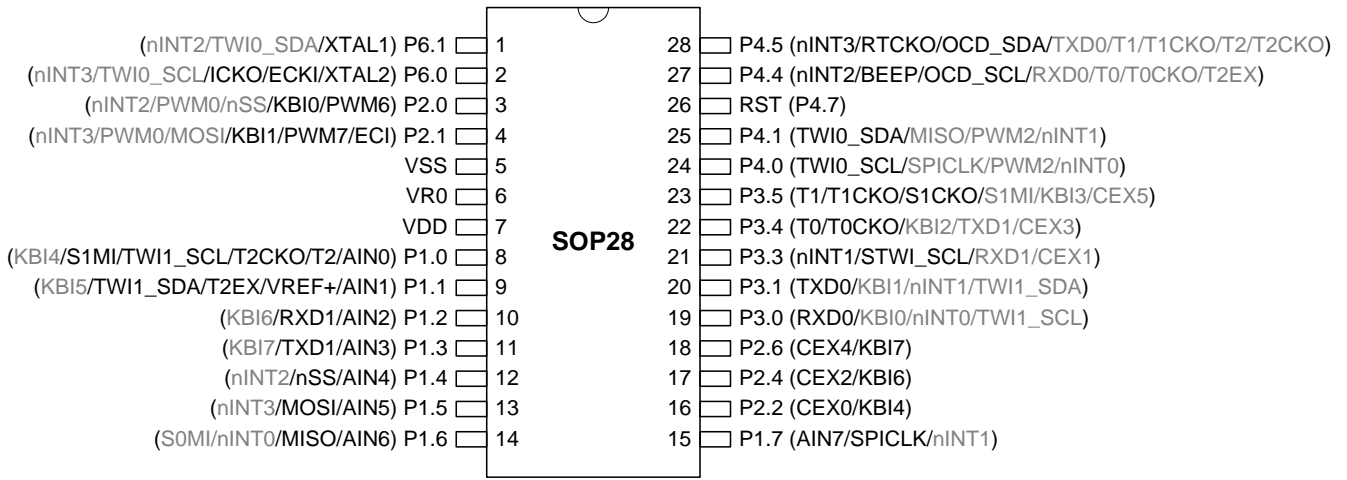 (nINT2/TWI0_SDA/XTAL1) P6.1 1 28 P4.5 (nINT3/RTCKO/OCD_SDA/TXD0/T1/T1CKO/T2/T2CKO)
(nINT3/TWI0_SCL/ICKO/ECKI/XTAL2) P6.0 2 27 P4.4 (nINT2/BEEP/OCD_SCL/RXD0/T0/T0CKO/T2EX)
(nINT2/PWM0/nSS/KBI0/PWM6) P2.0 3 26 RST (P4.7)
(nINT3/PWM0/MOSI/KBI1/PWM7/ECI) P2.1 4 25 P4.1 (TWI0_SDA/MISO/PWM2/nINT1)
VSS 5 24 P4.0 (TWI0_SCL/SPICLK/PWM2/nINT0)
VR0 6 23 P3.5 (T1/T1CKO/S1CKO/S1MI/KBI3/CEX5)
VDD 7 22 P3.4 (T0/T0CKO/KBI2/TXD1/CEX3)
SOP28
(KBI4/S1MI/TWI1_SCL/T2CKO/T2/AIN0) P1.0 8 21 P3.3 (nINT1/STWI_SCL/RXD1/CEX1)
(KBI5/TWI1_SDA/T2EX/VREF+/AIN1) P1.1 9 20 P3.1 (TXD0/KBI1/nINT1/TWI1_SDA)
(KBI6/RXD1/AIN2) P1.2 10 19 P3.0 (RXD0/KBI0/nINT0/TWI1_SCL)
(KBI7/TXD1/AIN3) P1.3 11 18 P2.6 (CEX4/KBI7)
(nINT2/nSS/AIN4) P1.4 12 17 P2.4 (CEX2/KBI6)
(nINT3/MOSI/AIN5) P1.5 13 16 P2.2 (CEX0/KBI4)
(S0MI/nINT0/MISO/AIN6) P1.6 14 15 P1.7 (AIN7/SPICLK/nINT1)